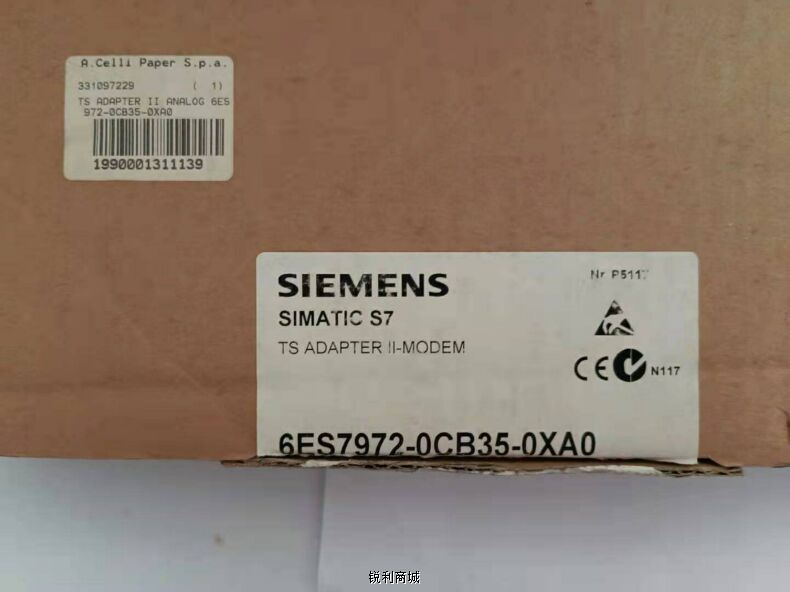 A.Celli Paper S.p.a.
331097229 ( 1)
TS ADAPTER II ANALOG 6ES
972-0CB35-0XA0
1990001311139
SIEMENS
Nr P5117
SIMATIC S7
TS ADAPTER II-MODEM
CE
N117
6ES7972-0CB35-0XA0
锐利商城